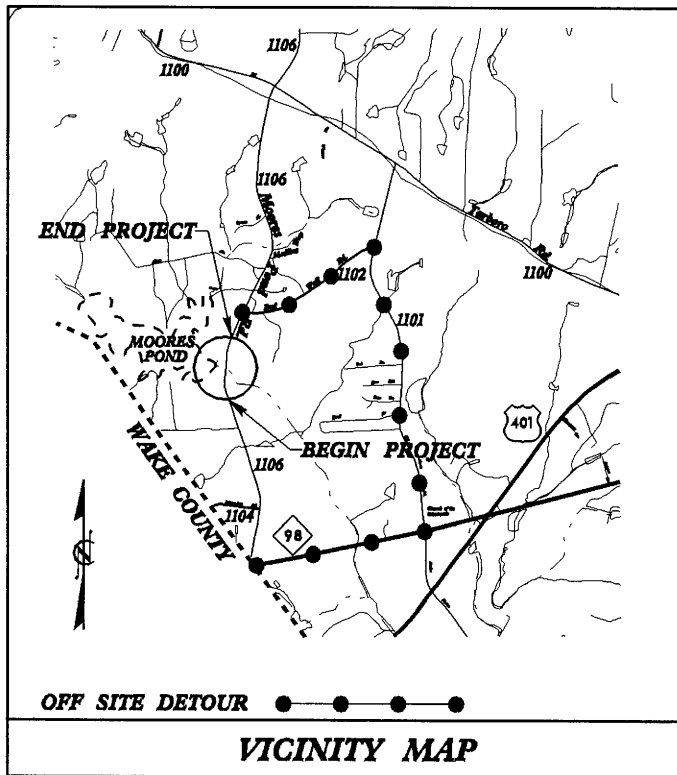 1106
1100
1106
Moores
END PROJECT
Tarboro
Rd
1102
1100
1101
MOORES
POND
401
BEGIN PROJECT
WAKE COUNTY
1106
1104
98
OFF SITE DETOUR
VICINITY MAP